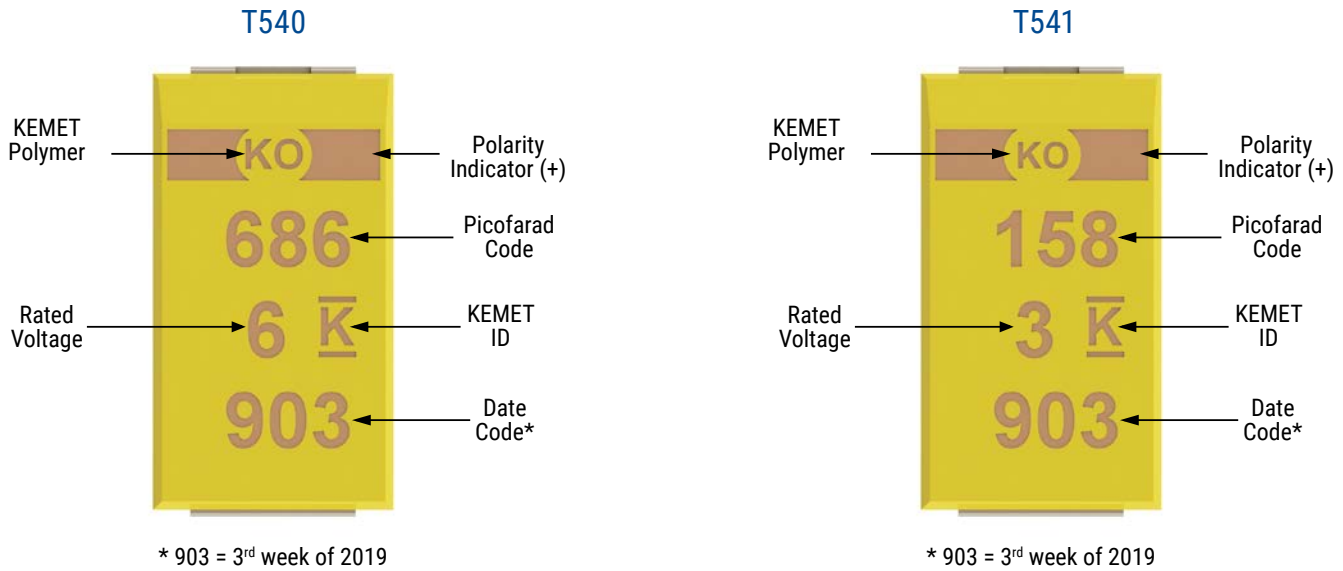 T540
KEMET
Polymer
KO
Polarity
Indicator (+)
686
Picofarad
Code
Rated
Voltage
6 K
KEMET
ID
903
Date
Code*
* 903 = 3rd week of 2019
T541
KEMET
Polymer
KO
Polarity
Indicator (+)
158
Picofarad
Code
Rated
Voltage
3 K
KEMET
ID
903
Date
Code*
* 903 = 3rd week of 2019